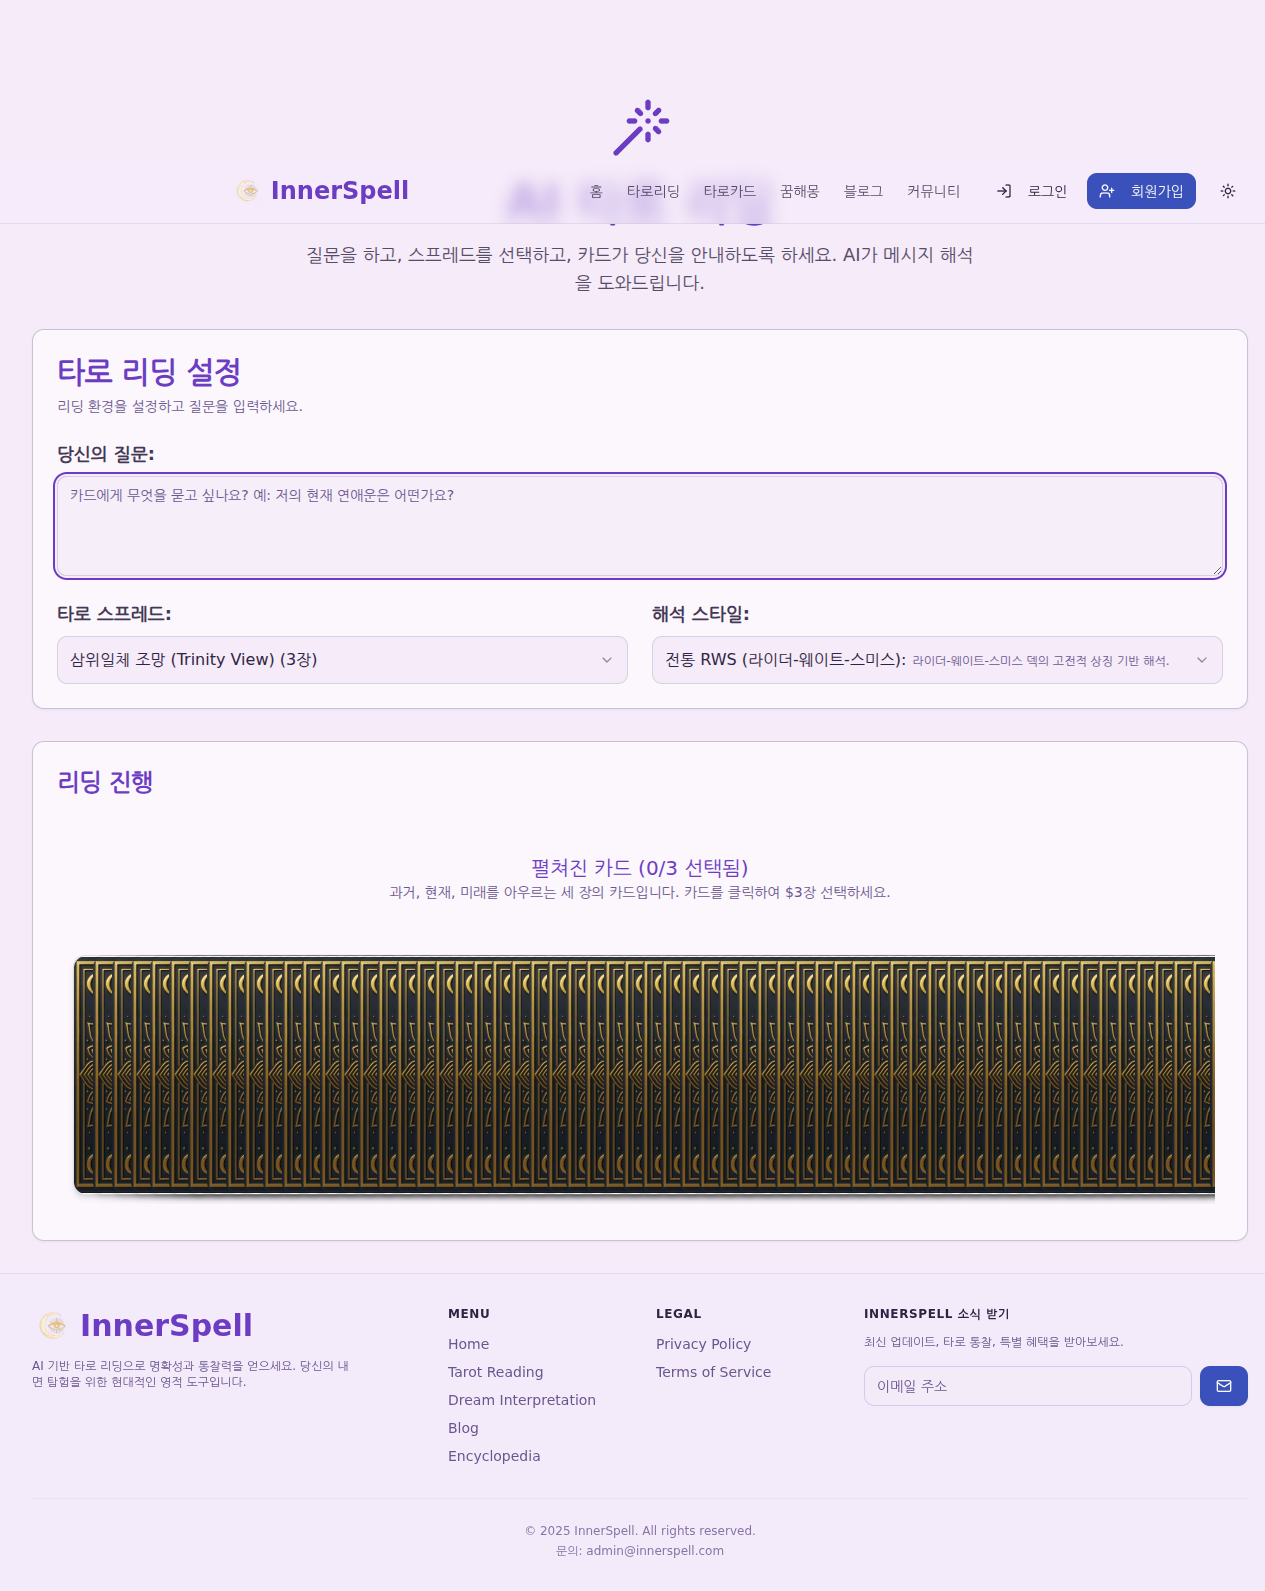 InnerSpell
홈
타로리딩
타로카드
꿈해몽
블로그
커뮤니티
로그인
회원가입
질문을 하고, 스프레드를 선택하고, 카드가 당신을 안내하도록 하세요. AI가 메시지 해석
을 도와드립니다.
타로 리딩 설정
리딩 환경을 설정하고 질문을 입력하세요.
당신의 질문:
카드에게 무엇을 묻고 싶나요? 예: 저의 현재 연애운은 어떤가요?
타로 스프레드:
삼위일체 조망 (Trinity View) (3장)
해석 스타일:
전통 RWS (라이더-웨이트-스미스): 라이더-웨이트-스미스 덱의 고전적 상징 기반 해석.
리딩 진행
펼쳐진 카드 (0/3 선택됨)
과거, 현재, 미래를 아우르는 세 장의 카드입니다. 카드를 클릭하여 $3장 선택하세요.
InnerSpell
AI 기반 타로 리딩으로 명확성과 통찰력을 얻으세요. 당신의 내
면 탐험을 위한 현대적인 영적 도구입니다.
MENU
Home
Tarot Reading
Dream Interpretation
Blog
Encyclopedia
LEGAL
Privacy Policy
Terms of Service
INNERSPELL 소식 받기
최신 업데이트, 타로 통찰, 특별 혜택을 받아보세요.
이메일 주소
© 2025 InnerSpell. All rights reserved.
문의: admin@innerspell.com